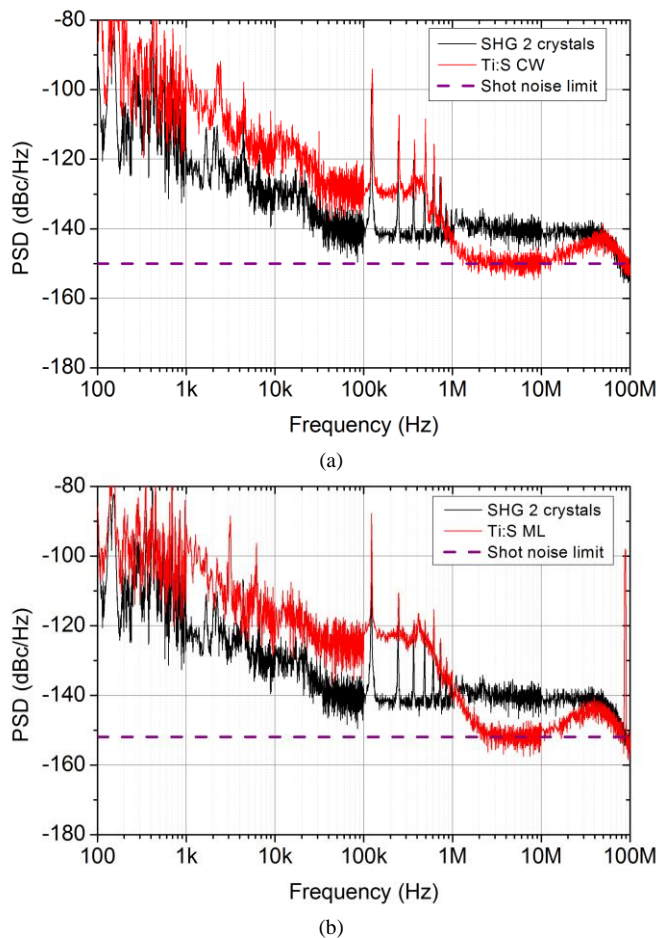 -80
-100
-120
-140
-160
-180
PSD (dBc/Hz)
SHG 2 crystals
Ti:S CW
Shot noise limit
100 1k 10k 100k 1M 10M 100M
Frequency (Hz)
(a)
-80
-100
-120
-140
-160
-180
PSD (dBc/Hz)
SHG 2 crystals
Ti:S ML
Shot noise limit
100 1k 10k 100k 1M 10M 100M
Frequency (Hz)
(b)